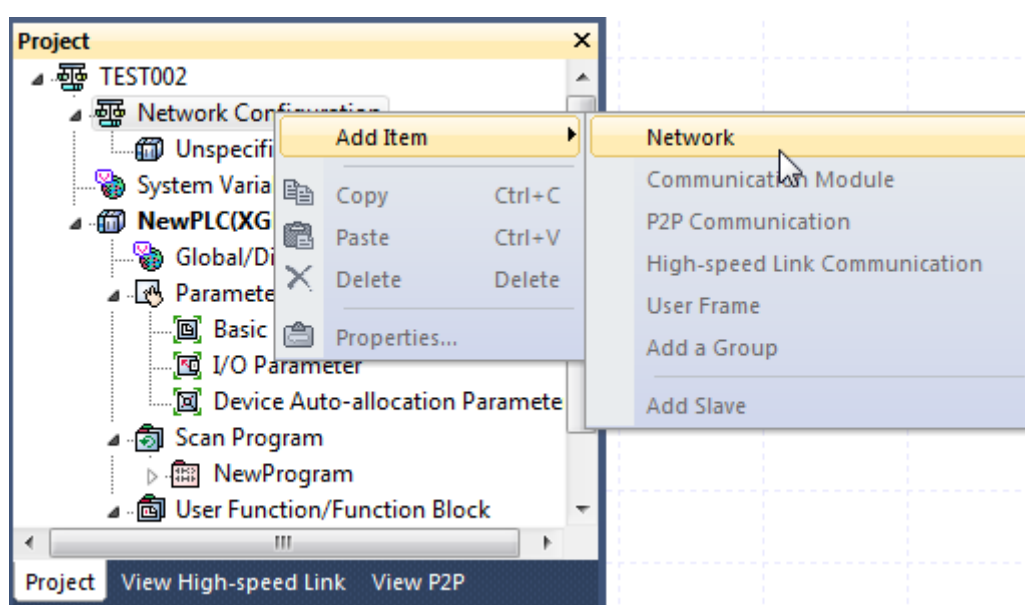 Project
TEST002
Network Configuration
Unspecifi
System Varia
NewPLC(XG
Global/Di
Paramete
Basic
I/O Parameter
Device Auto-allocation Paramete
Scan Program
NewProgram
User Function/Function Block
Project View High-speed Link View P2P
Add Item
Copy Ctrl+C
Paste Ctrl+V
Delete Delete
Properties...
Network
Communication Module
P2P Communication
High-speed Link Communication
User Frame
Add a Group
Add Slave